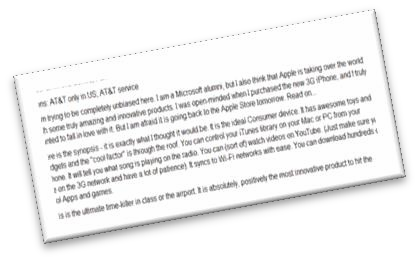 ns: AT&T only in US, AT&T service
m trying to be completely unbiased here. I am a Microsoft alumni, but I also think that Apple is taking over the world
h some truly amazing and innovative products. I was open-minded when I purchased the new 3G iPhone, and I truly
nted to fall in love with it. But I am afraid it is going back to the Apple Store tomorrow. Read on...
re is the synopsis - it is exactly what I thought it would be. It is the ideal Consumer device. It has awesome toys and
dgets and the "cool factor" is through the roof. You can control your iTunes library on your Mac or PC from your
hone. It will tell you what song is playing on the radio. You can (sort of) watch videos on YouTube. (Just make sure y
e on the 3G network and have a lot of patience). It syncs to Wi-Fi networks with ease. You can download hundreds
ol Apps and games.
is is the ultimate time-killer in class or the airport. It is absolutely, positively the most innovative product to hit the